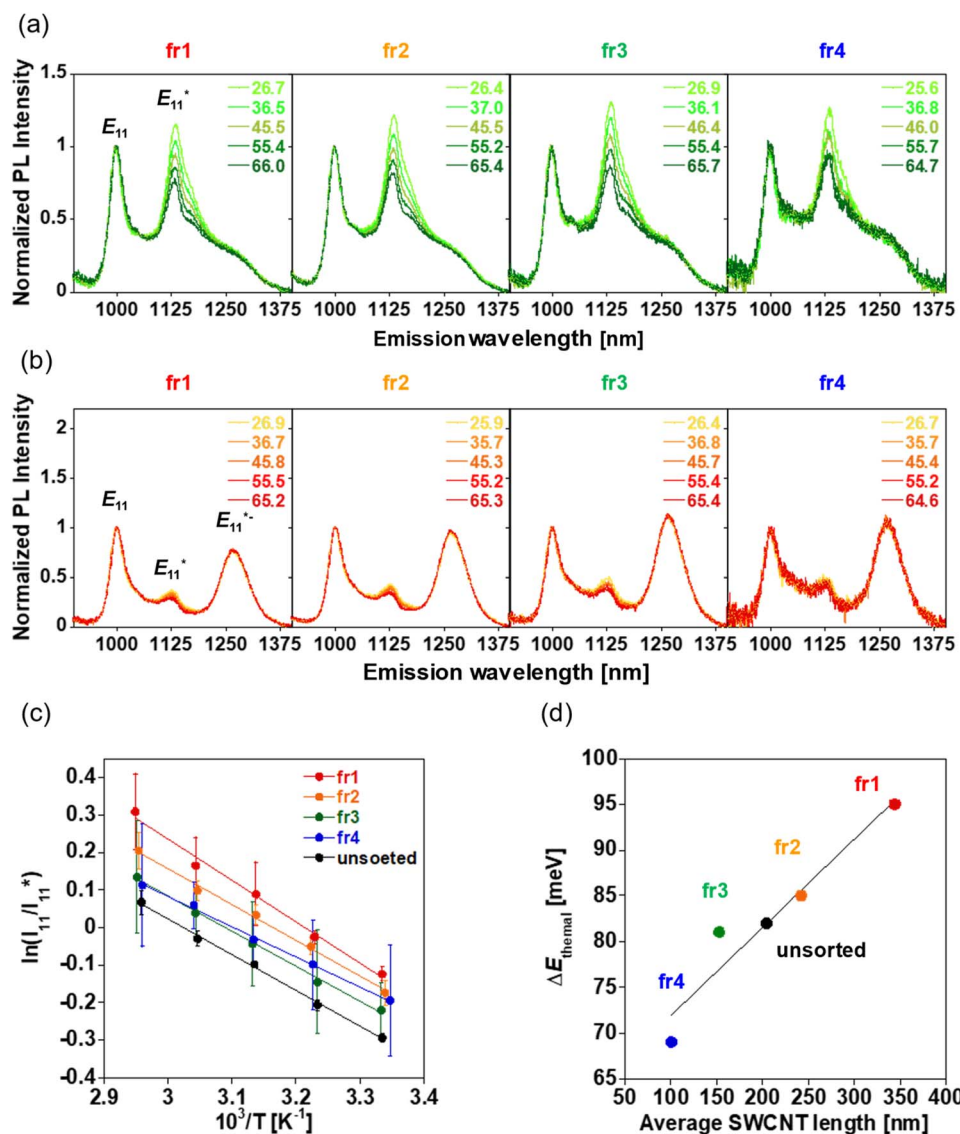 (a)
fr1 fr2 fr3 fr4
Normalized PL Intensity
1.5
1
0.5
0
E11
E11*
26.7
36.5
45.5
55.4
66.0
26.4
37.0
45.5
55.2
65.4
26.9
36.1
46.4
55.4
65.7
25.6
36.8
46.0
55.7
64.7
1000 1125 1250 1375 1000 1125 1250 1375 1000 1125 1250 1375 1000 1125 1250 1375
Emission wavelength [nm]
(b)
fr1 fr2 fr3 fr4
Normalized PL Intensity
2
1.5
1
0.5
0
E11
E11*
E11*-
26.9
36.7
45.8
55.5
65.2
25.9
35.7
45.3
55.2
65.3
26.4
36.8
45.7
55.4
65.4
26.7
35.7
45.4
55.2
64.6
1000 1125 1250 1375 1000 1125 1250 1375 1000 1125 1250 1375 1000 1125 1250 1375
Emission wavelength [nm]
(c)
ln(I11/I11*)
0.4
0.3
0.2
0.1
0
-0.1
-0.2
-0.3
-0.4
fr1
fr2
fr3
fr4
unsoeted
2.9 3 3.1 3.2 3.3 3.4
10³/T [K⁻¹]
(d)
ΔEthemal [meV]
100
95
90
85
80
75
70
65
fr1
fr2
fr3
unsorted
fr4
50 100 150 200 250 300 350 400
Average SWCNT length [nm]